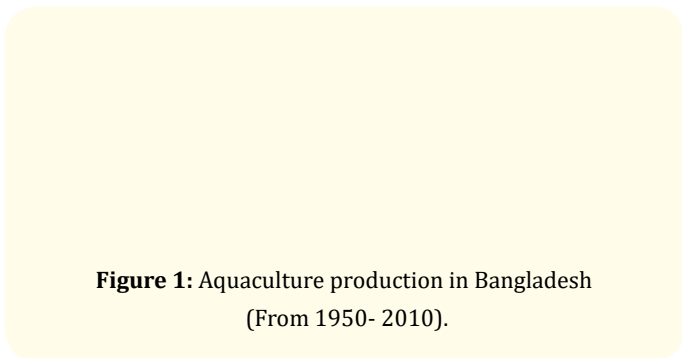 Figure 1: Aquaculture production in Bangladesh
(From 1950- 2010).